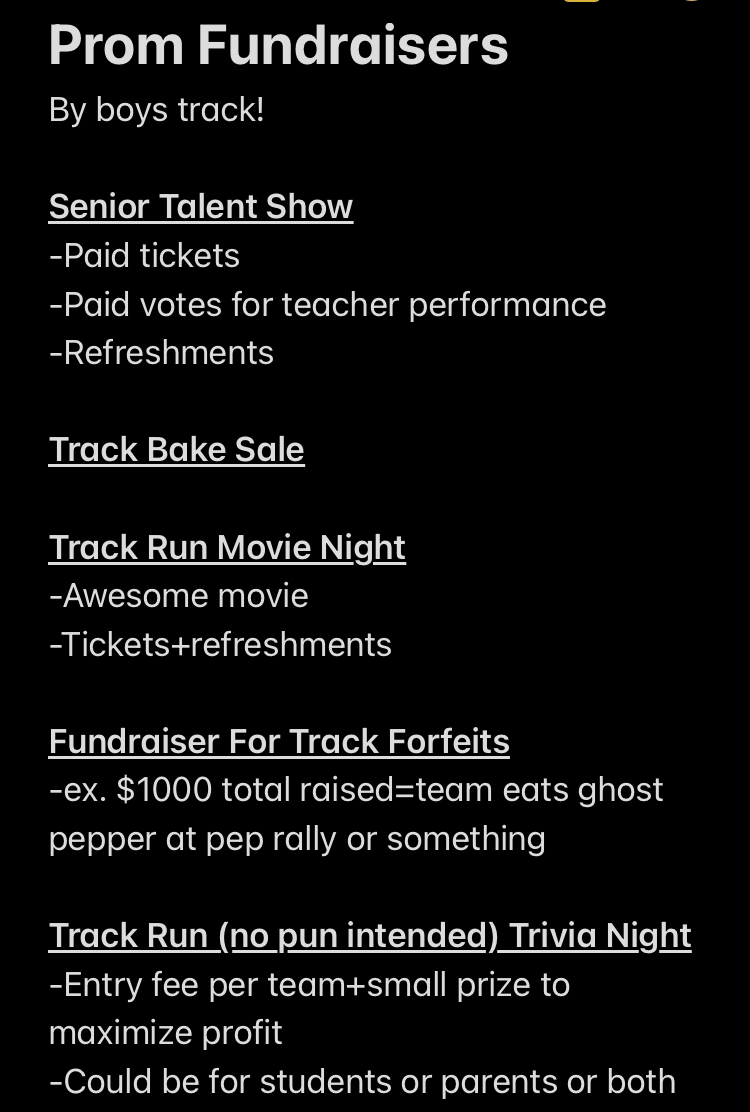 Prom Fundraisers
By boys track!
Senior Talent Show
-Paid tickets
-Paid votes for teacher performance
-Refreshments
Track Bake Sale
Track Run Movie Night
-Awesome movie
-Tickets+refreshments
Fundraiser For Track Forfeits
-ex. $1000 total raised=team eats ghost
pepper at pep rally or something
Track Run (no pun intended) Trivia Night
-Entry fee per team+small prize to
maximize profit
-Could be for students or parents or both